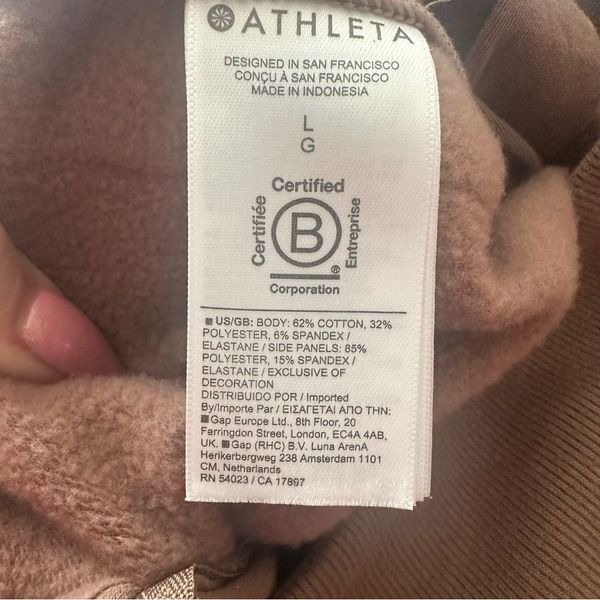 ATHLETA
DESIGNED IN SAN FRANCISCO
CONÇU À SAN FRANCISCO
MADE IN INDONESIA
L
G
Certified
Certifiée
B
Entreprise
®
Corporation
US/GB: BODY: 62% COTTON, 32%
POLYESTER, 6% SPANDEX /
ELASTANE / SIDE PANELS: 85%
POLYESTER, 15% SPANDEX /
ELASTANE / EXCLUSIVE OF
DECORATION
DISTRIBUIDO POR / Imported
By/Importe Par / ΕΙΣΑΓΕΤΑΙ ΑΠΟ ΤΗΝ:
Gap Europe Ltd., 8th Floor, 20
Farringdon Street, London, EC4A 4AB,
UK. Gap (RHC) B.V. Luna ArenA
Herikerbergweg 238 Amsterdam 1101
CM, Netherlands
RN 54023 / CA 17897